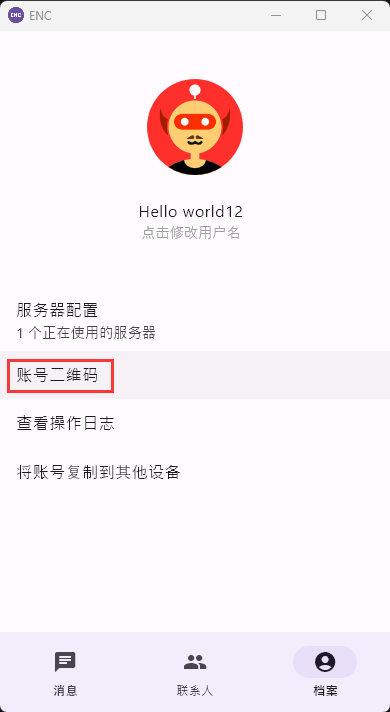 ENC
ENC
Hello world12
点击修改用户名
服务器配置
1 个正在使用的服务器
账号二维码
查看操作日志
将账号复制到其他设备
消息
联系人
档案